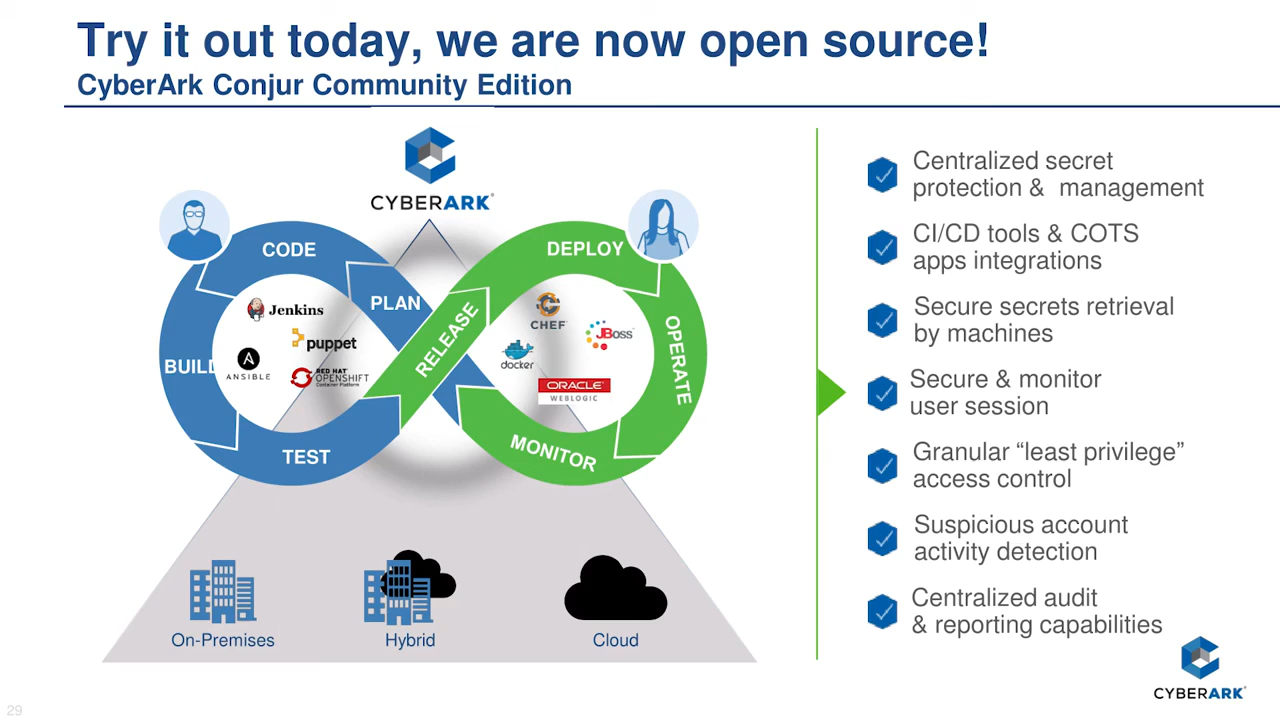 Try it out today, we are now open source!
CyberArk Conjur Community Edition
CYBERARK®
CODE
DEPLOY
PLAN
RELEASE
BUILD
OPERATE
TEST
MONITOR
Jenkins
puppet
ANSIBLE
RED HAT
OPENSHIFT
Container Platform
CHEF
JBoss
docker
ORACLE®
WEBLOGIC
On-Premises
Hybrid
Cloud
Centralized secret
protection & management
CI/CD tools & COTS
apps integrations
Secure secrets retrieval
by machines
Secure & monitor
user session
Granular “least privilege”
access control
Suspicious account
activity detection
Centralized audit
& reporting capabilities
CYBERARK®
29